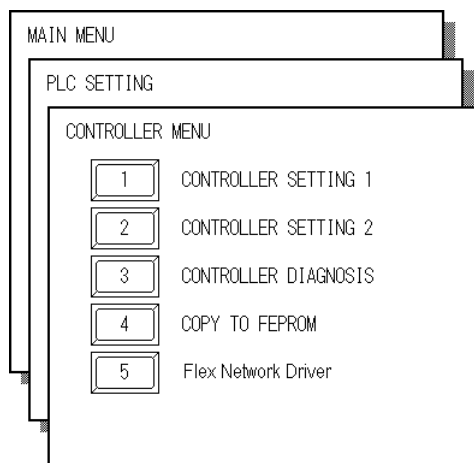 MAIN MENU
PLC SETTING
CONTROLLER MENU
1 CONTROLLER SETTING 1
2 CONTROLLER SETTING 2
3 CONTROLLER DIAGNOSIS
4 COPY TO FEPROM
5 Flex Network Driver